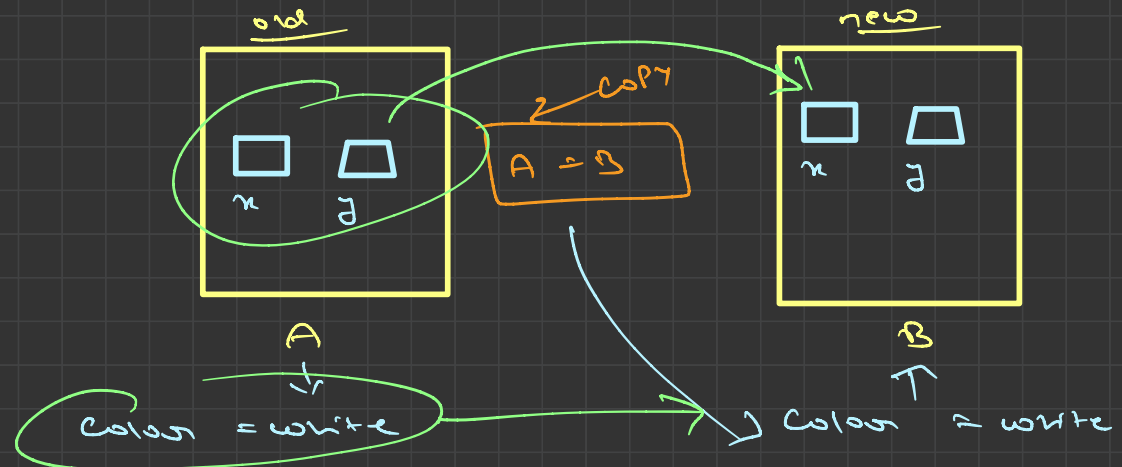 old
new
COPY
A = B
x
y
x
y
A
B
Colour = white
Colour = white